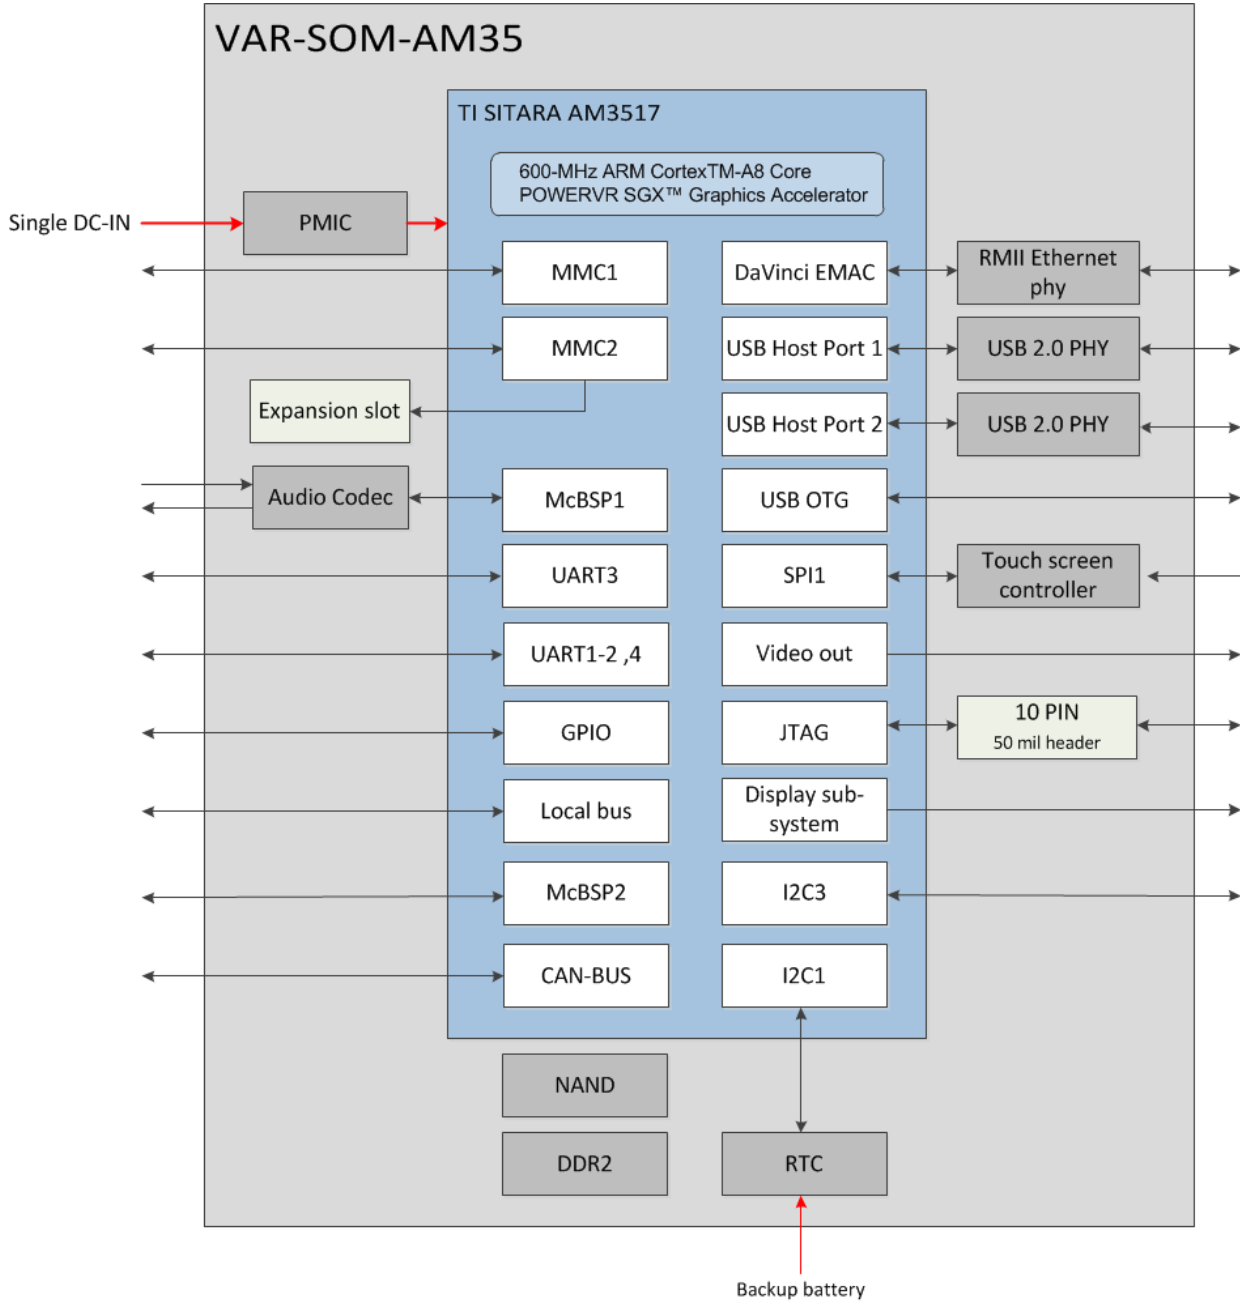 VAR-SOM-AM35
TI SITARA AM3517
600-MHz ARM CortexTM-A8 Core
POWERVR SGX™ Graphics Accelerator
Single DC-IN
PMIC
MMC1
DaVinci EMAC
RMII Ethernet
phy
MMC2
USB Host Port 1
USB 2.0 PHY
Expansion slot
USB Host Port 2
USB 2.0 PHY
Audio Codec
McBSP1
USB OTG
UART3
SPI1
Touch screen
controller
UART1-2 ,4
Video out
GPIO
JTAG
10 PIN
50 mil header
Local bus
Display sub-
system
McBSP2
I2C3
CAN-BUS
I2C1
NAND
DDR2
RTC
Backup battery